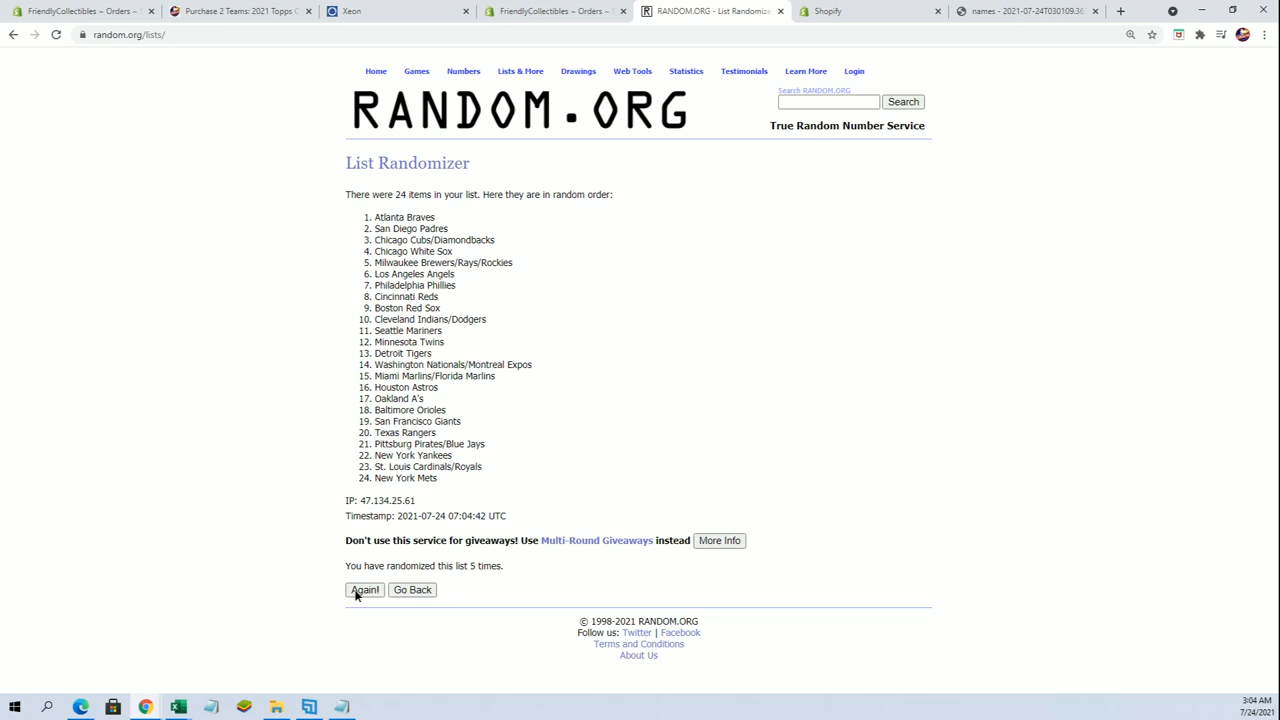 FriendlyCollectibles ~ Orders ~
Purchase 2 Teams: 2021 Topps C
Xeon
FriendlyCollectibles ~ Orders ~ S
RANDOM.ORG - List Randomizer
Shopify
names - 2021-07-24T030109.36
random.org/lists/
Home Games Numbers Lists & More Drawings Web Tools Statistics Testimonials Learn More Login
Search RANDOM.ORG
RANDOM.ORG
Search
True Random Number Service
List Randomizer
There were 24 items in your list. Here they are in random order:
1. Atlanta Braves
2. San Diego Padres
3. Chicago Cubs/Diamondbacks
4. Chicago White Sox
5. Milwaukee Brewers/Rays/Rockies
6. Los Angeles Angels
7. Philadelphia Phillies
8. Cincinnati Reds
9. Boston Red Sox
10. Cleveland Indians/Dodgers
11. Seattle Mariners
12. Minnesota Twins
13. Detroit Tigers
14. Washington Nationals/Montreal Expos
15. Miami Marlins/Florida Marlins
16. Houston Astros
17. Oakland A's
18. Baltimore Orioles
19. San Francisco Giants
20. Texas Rangers
21. Pittsburg Pirates/Blue Jays
22. New York Yankees
23. St. Louis Cardinals/Royals
24. New York Mets
IP: 47.134.25.61
Timestamp: 2021-07-24 07:04:42 UTC
Don't use this service for giveaways! Use Multi-Round Giveaways instead More Info
You have randomized this list 5 times.
Again! Go Back
© 1998-2021 RANDOM.ORG
Follow us: Twitter | Facebook
Terms and Conditions
About Us
3:04 AM
7/24/2021